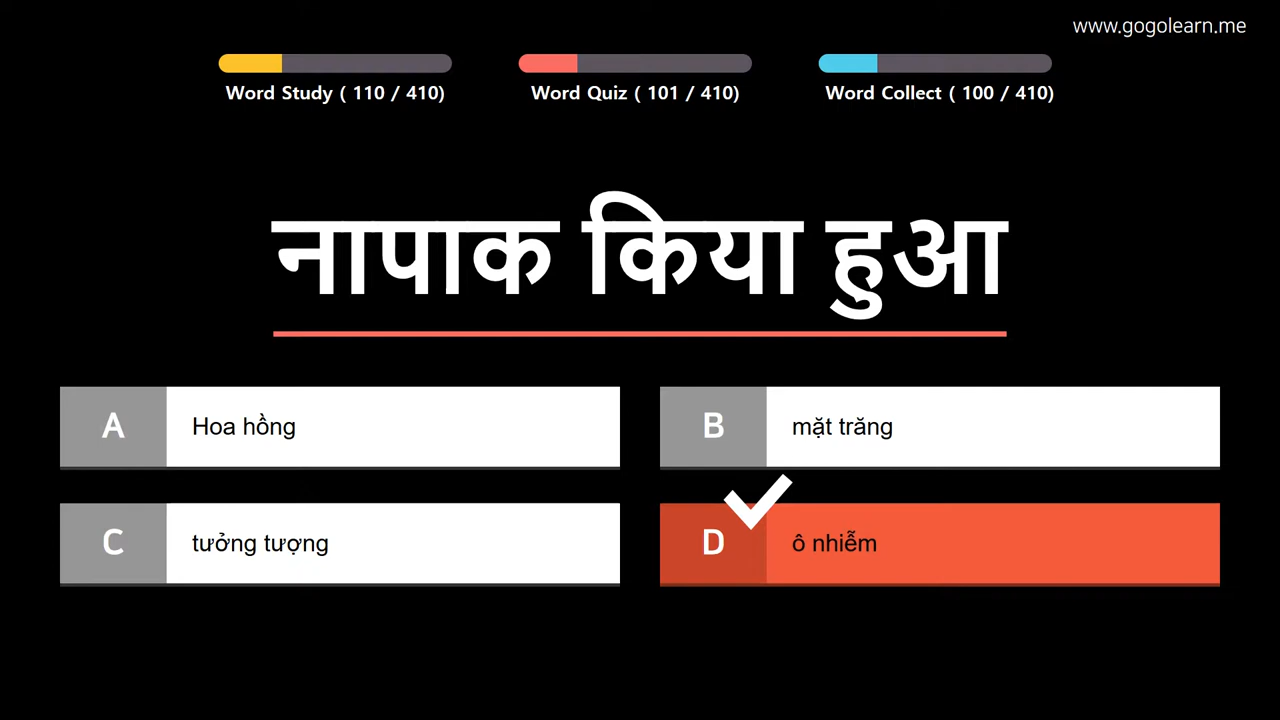 www.gogolearn.me
Word Study ( 110 / 410)
Word Quiz ( 101 / 410)
Word Collect ( 100 / 410)
नापाक किया हुआ
A
Hoa hồng
B
mặt trăng
C
tưởng tượng
D
ô nhiễm